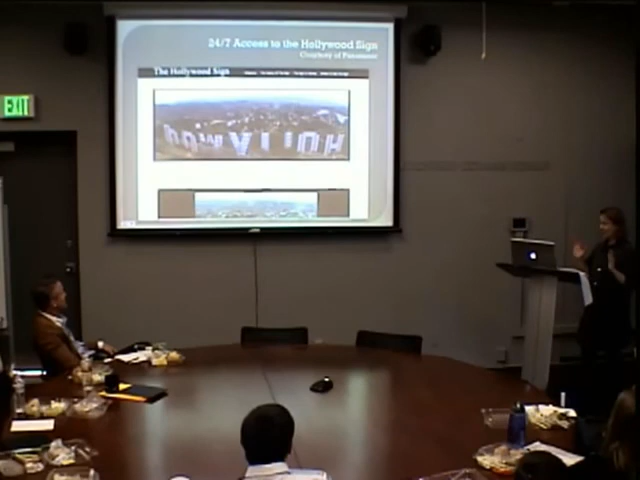 24/7 Access to the Hollywood Sign
Courtesy of Panasonic
EXIT
The Hollywood Sign